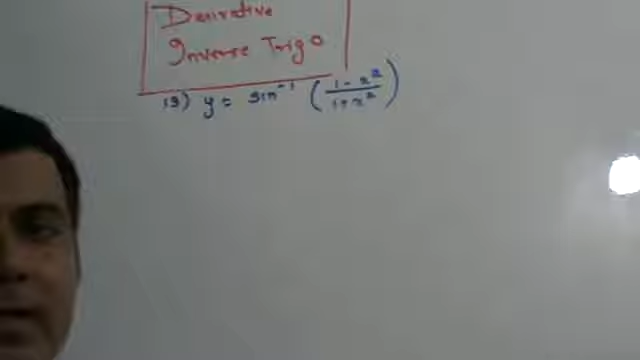 Derivative
Inverse Trigo
13) y = sin⁻¹ (1-x²/1+x²)